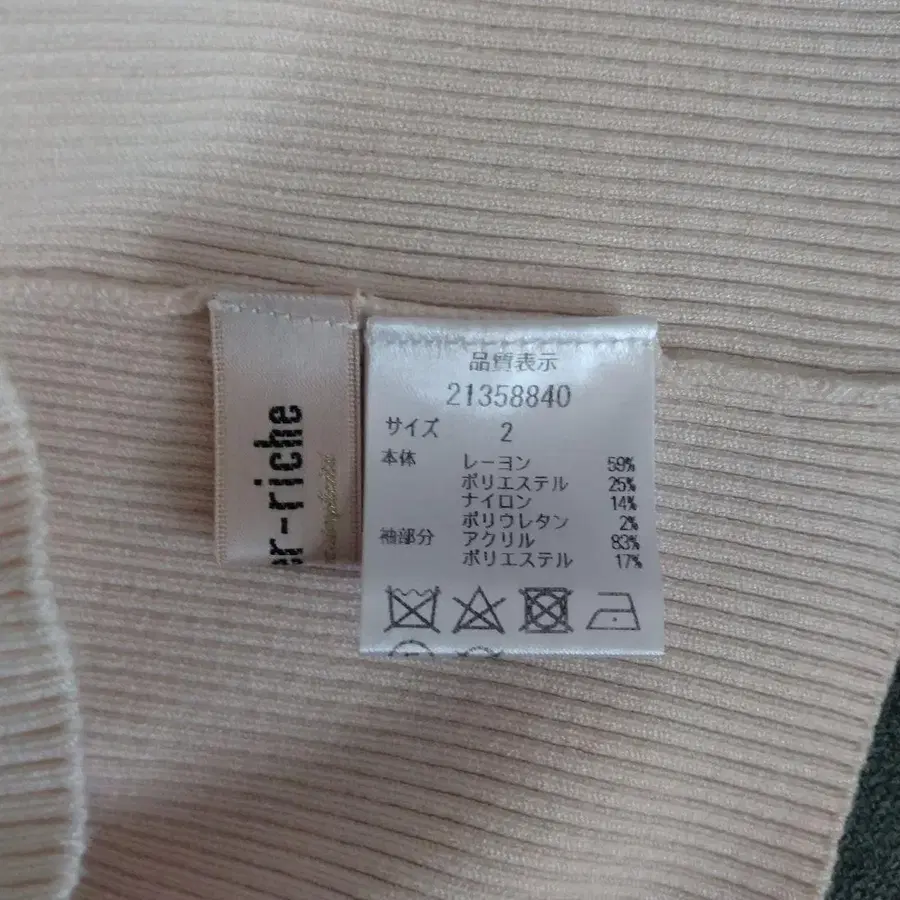 er-riche
品質表示
21358840
サイズ 2
本体 レーヨン 59%
ポリエステル 25%
ナイロン 14%
ポリウレタン 2%
袖部分 アクリル 83%
ポリエステル 17%